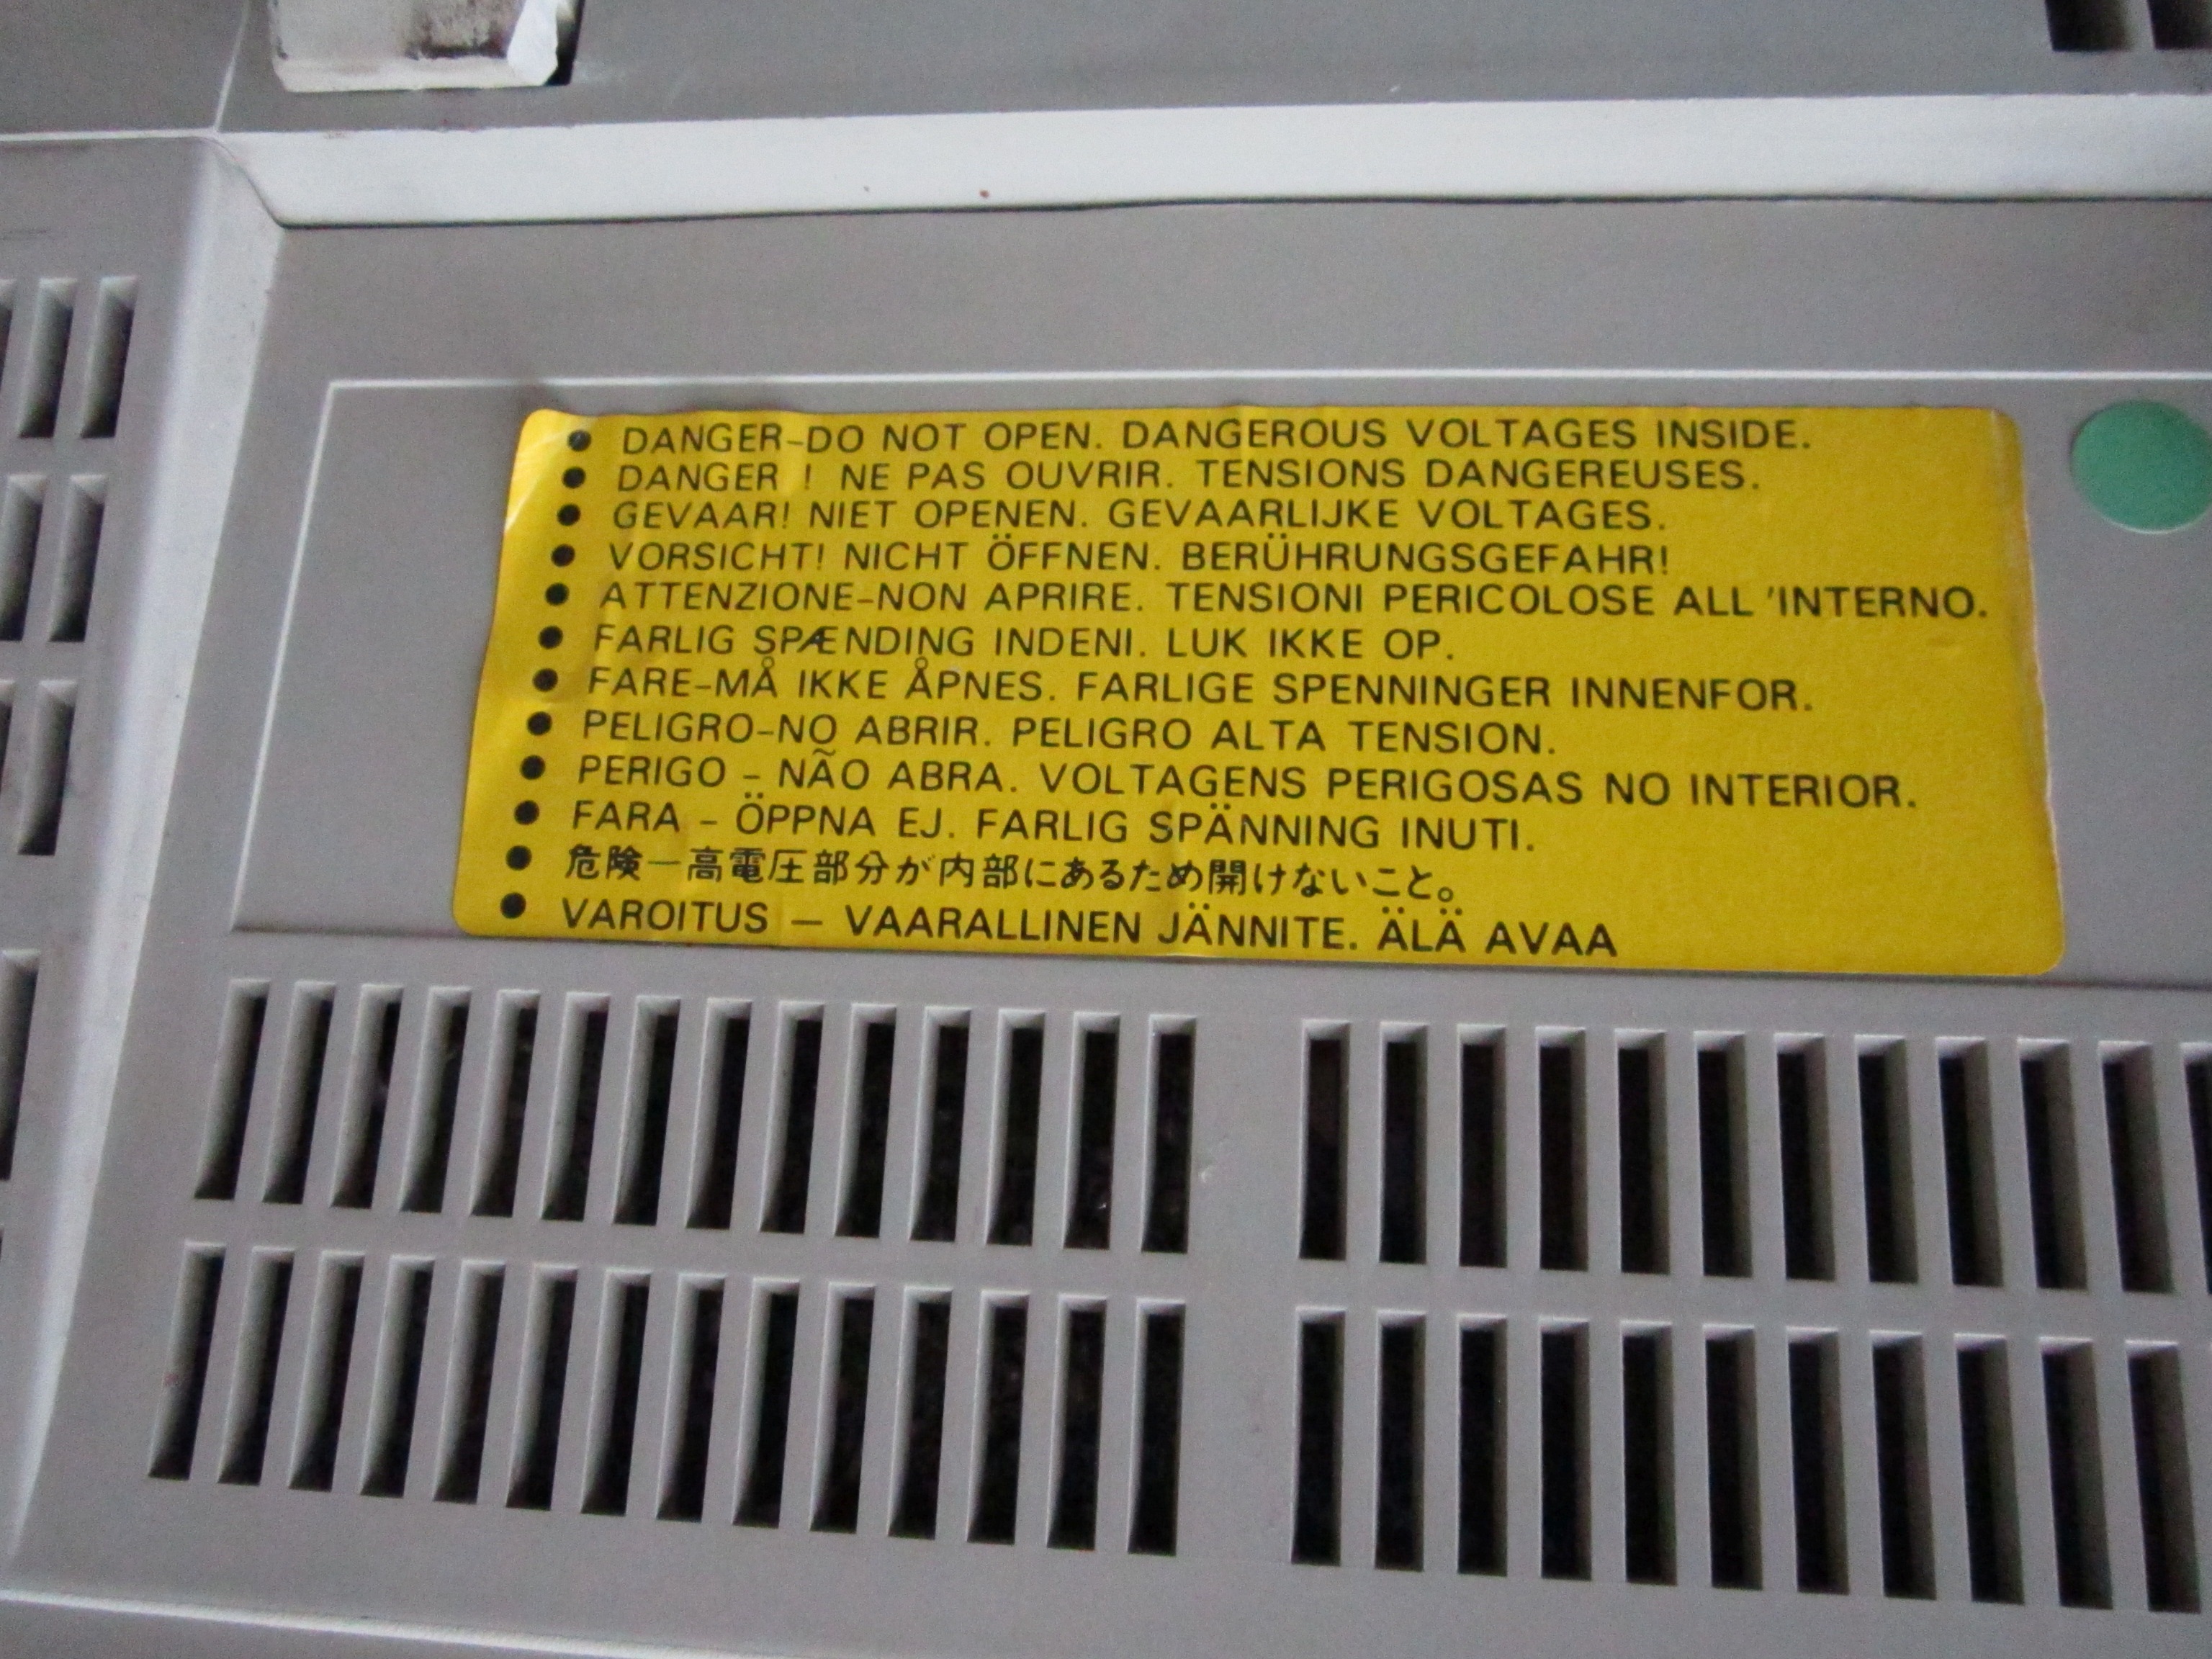 ● DANGER-DO NOT OPEN. DANGEROUS VOLTAGES INSIDE.
● DANGER ! NE PAS OUVRIR. TENSIONS DANGEREUSES.
● GEVAAR! NIET OPENEN. GEVAARLIJKE VOLTAGES.
● VORSICHT! NICHT ÖFFNEN. BERÜHRUNGSGEFAHR!
● ATTENZIONE-NON APRIRE. TENSIONI PERICOLOSE ALL 'INTERNO.
● FARLIG SPÆNDING INDENI. LUK IKKE OP.
● FARE-MÅ IKKE ÅPNES. FARLIGE SPENNINGER INNENFOR.
● PELIGRO-NO ABRIR. PELIGRO ALTA TENSION.
● PERIGO - NÃO ABRA. VOLTAGENS PERIGOSAS NO INTERIOR.
● FARA - ÖPPNA EJ. FARLIG SPÄNNING INUTI.
● 危険—高電圧部分が内部にあるため開けないこと。
● VAROITUS — VAARALLINEN JÄNNITE. ÄLÄ AVAA